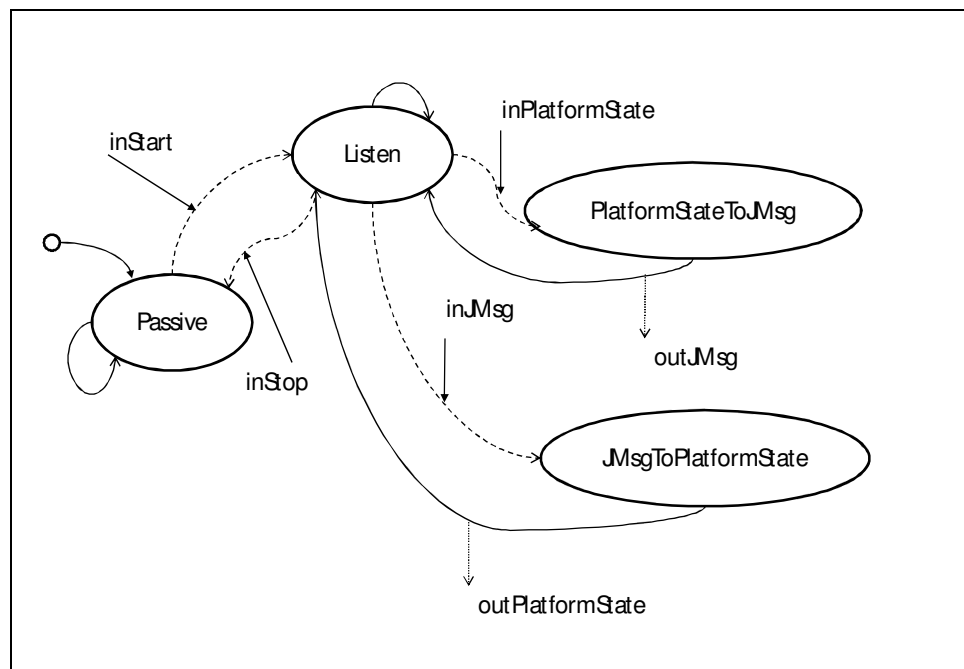 inPlatformState
inStart
Listen
PlatformStateToJMsg
Passive
inJMsg
outJMsg
inStop
JMsgToPlatformState
outPlatformState